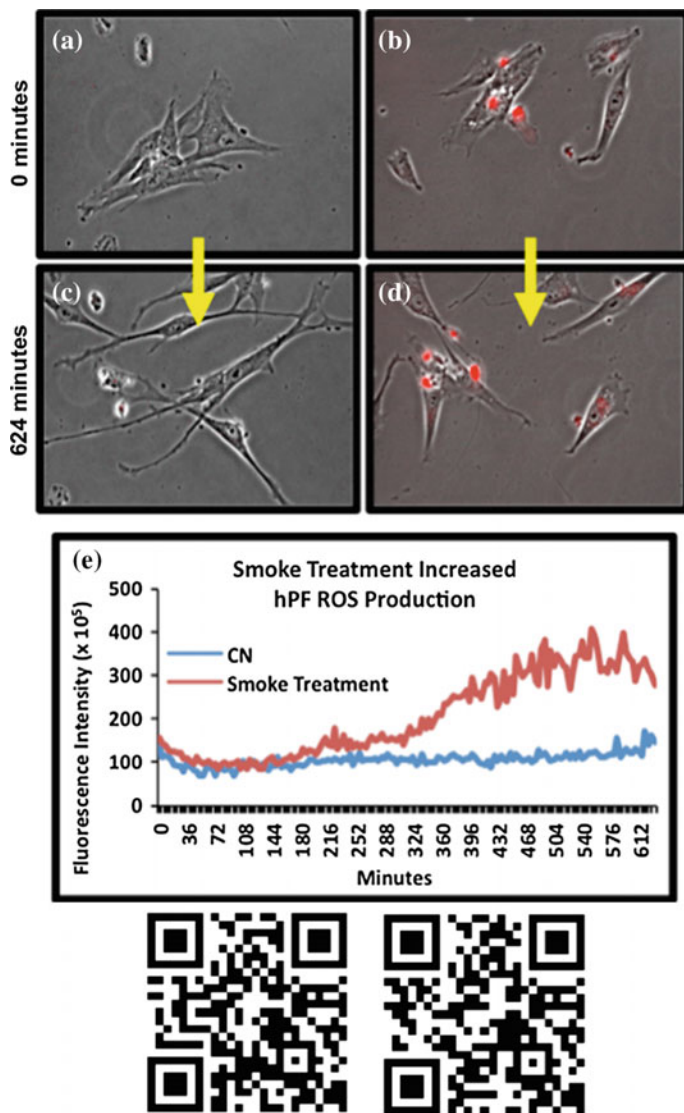 (a)
(b)
0 minutes
(c)
(d)
624 minutes
(e)
Smoke Treatment Increased
hPF ROS Production
Fluorescence Intensity (x 10⁵)
500
400
300
200
100
0
CN
Smoke Treatment
0 36 72 108 144 180 216 252 288 324 360 396 432 468 504 540 576 612
Minutes